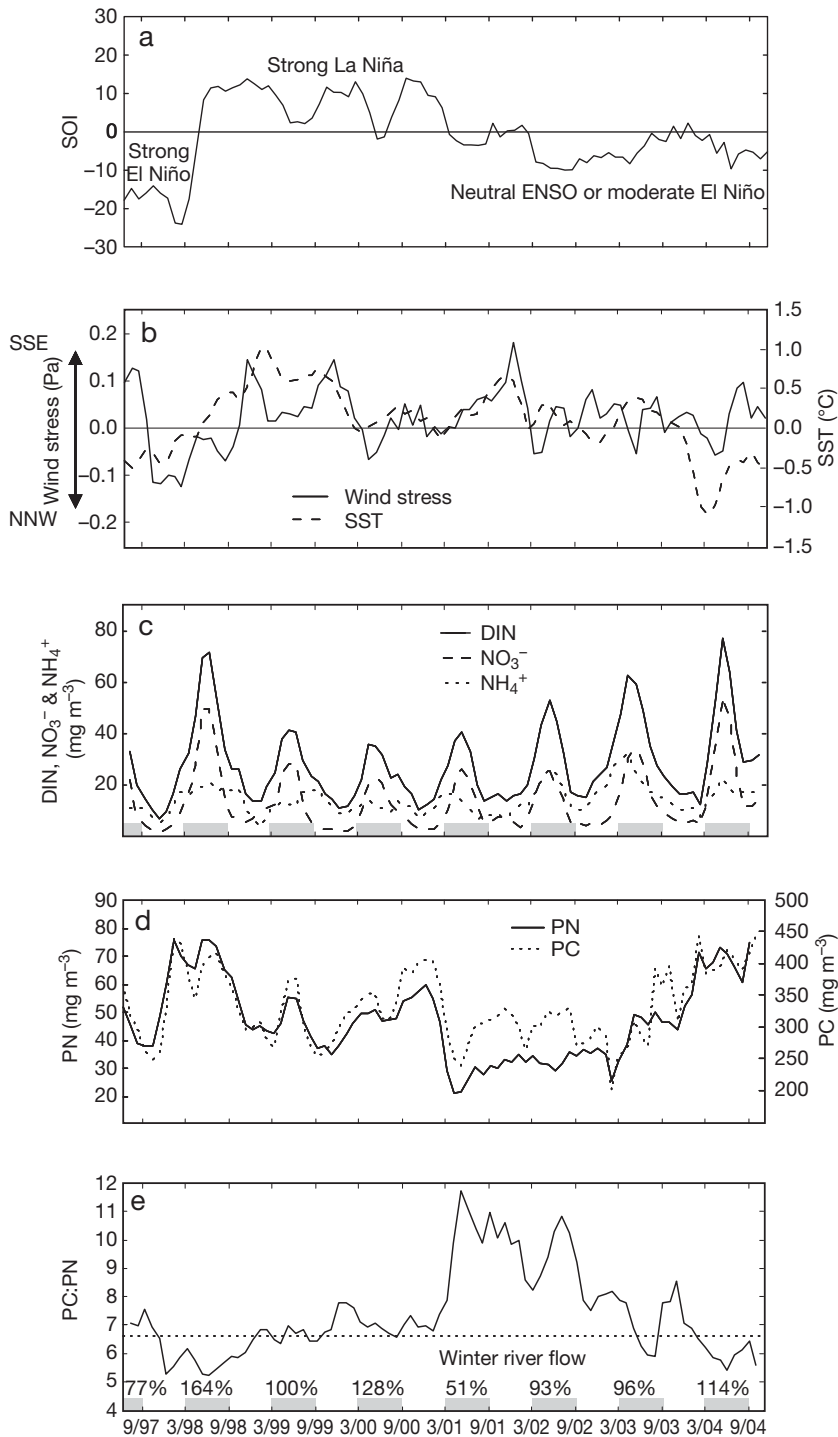 a
30
20
10
0
−10
−20
−30
SOI
Strong La Niña
Strong
El Niño
Neutral ENSO or moderate El Niño
b
SSE
NNW
Wind stress (Pa)
0.2
0.1
0.0
−0.1
−0.2
1.5
1.0
0.5
0.0
−0.5
−1.0
−1.5
SST (°C)
Wind stress
SST
c
80
60
40
20
DIN, NO₃⁻ & NH₄⁺
(mg m⁻³)
DIN
NO₃⁻
NH₄⁺
d
90
80
70
60
50
40
30
20
PN (mg m⁻³)
500
450
400
350
300
250
200
PC (mg m⁻³)
PN
PC
e
12
11
10
9
8
7
6
5
4
PC:PN
Winter river flow
77% 164% 100% 128% 51% 93% 96% 114%
9/97 3/98 9/98 3/99 9/99 3/00 9/00 3/01 9/01 3/02 9/02 3/03 9/03 3/04 9/04